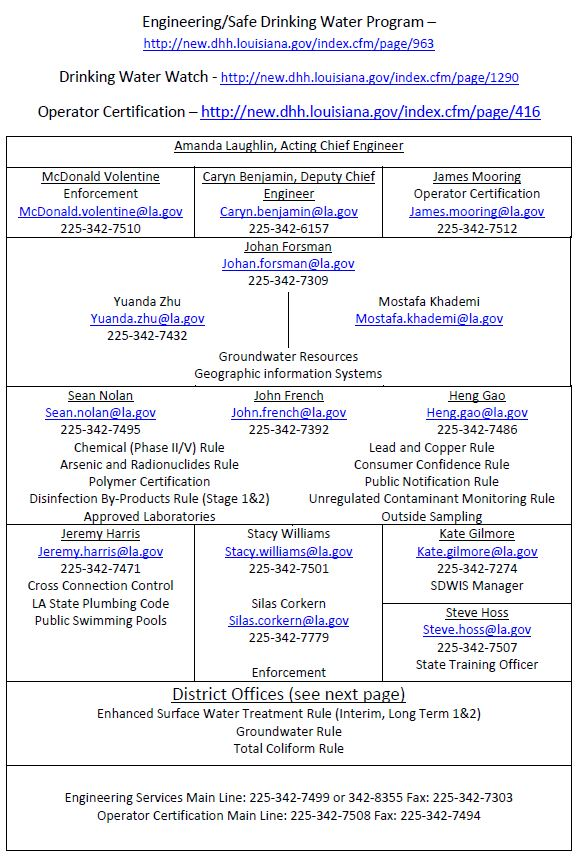 Engineering/Safe Drinking Water Program –
http://new.dhh.louisiana.gov/index.cfm/page/963
Drinking Water Watch - http://new.dhh.louisiana.gov/index.cfm/page/1290
Operator Certification – http://new.dhh.louisiana.gov/index.cfm/page/416
Amanda Laughlin, Acting Chief Engineer
McDonald Volentine
Enforcement
McDonald.volentine@la.gov
225-342-7510
Caryn Benjamin, Deputy Chief
Engineer
Caryn.benjamin@la.gov
225-342-6157
James Mooring
Operator Certification
James.mooring@la.gov
225-342-7512
Johan Forsman
Johan.forsman@la.gov
225-342-7309
Yuanda Zhu
Yuanda.zhu@la.gov
225-342-7432
Mostafa Khademi
Mostafa.khademi@la.gov
Groundwater Resources
Geographic information Systems
Sean Nolan
Sean.nolan@la.gov
225-342-7495
John French
John.french@la.gov
225-342-7392
Heng Gao
Heng.gao@la.gov
225-342-7486
Chemical (Phase II/V) Rule
Arsenic and Radionuclides Rule
Polymer Certification
Disinfection By-Products Rule (Stage 1&2)
Approved Laboratories
Lead and Copper Rule
Consumer Confidence Rule
Public Notification Rule
Unregulated Contaminant Monitoring Rule
Outside Sampling
Jeremy Harris
Jeremy.harris@la.gov
225-342-7471
Cross Connection Control
LA State Plumbing Code
Public Swimming Pools
Stacy Williams
Stacy.williams@la.gov
225-342-7501
Silas Corkern
Silas.corkern@la.gov
225-342-7779
Enforcement
Kate Gilmore
Kate.gilmore@la.gov
225-342-7274
SDWIS Manager
Steve Hoss
Steve.hoss@la.gov
225-342-7507
State Training Officer
District Offices (see next page)
Enhanced Surface Water Treatment Rule (Interim, Long Term 1&2)
Groundwater Rule
Total Coliform Rule
Engineering Services Main Line: 225-342-7499 or 342-8355 Fax: 225-342-7303
Operator Certification Main Line: 225-342-7508 Fax: 225-342-7494